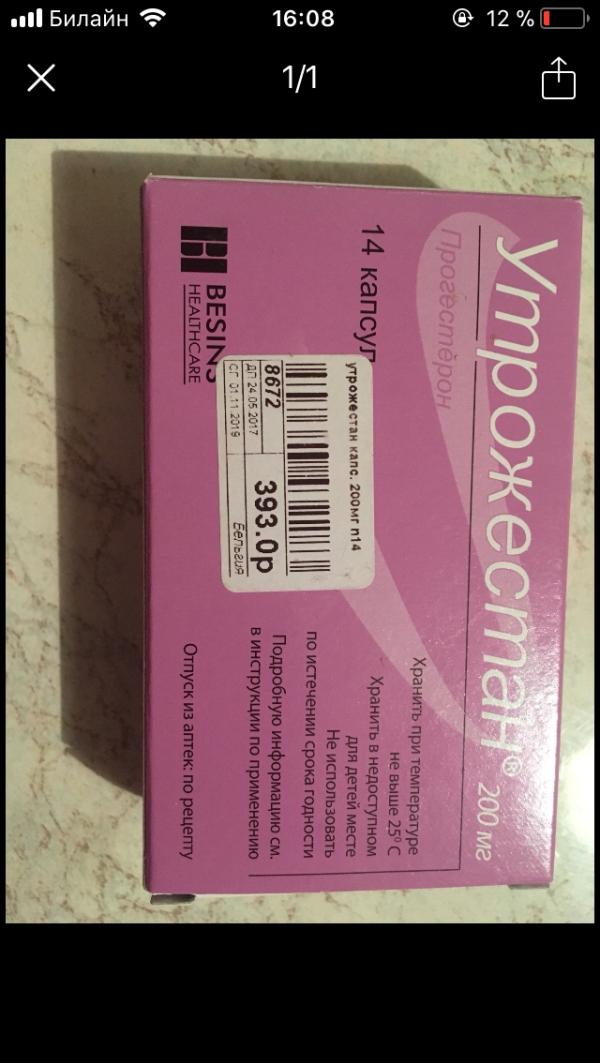 Билайн 16:08 12 %
1/1
Утрожестан® 200 мг
Прогестерон
14 капсул
BESINS
HEALTHCARE
утрожестан капс. 200мг n14
8672
ДП 24.05.2017
СГ 01.11.2019
393.0р
Бельгия
Хранить при температуре
не выше 25° С
Хранить в недоступном
для детей месте
Не использовать
по истечении срока годности
Подробную информацию см.
в инструкции по применению
Отпуск из аптек: по рецепту